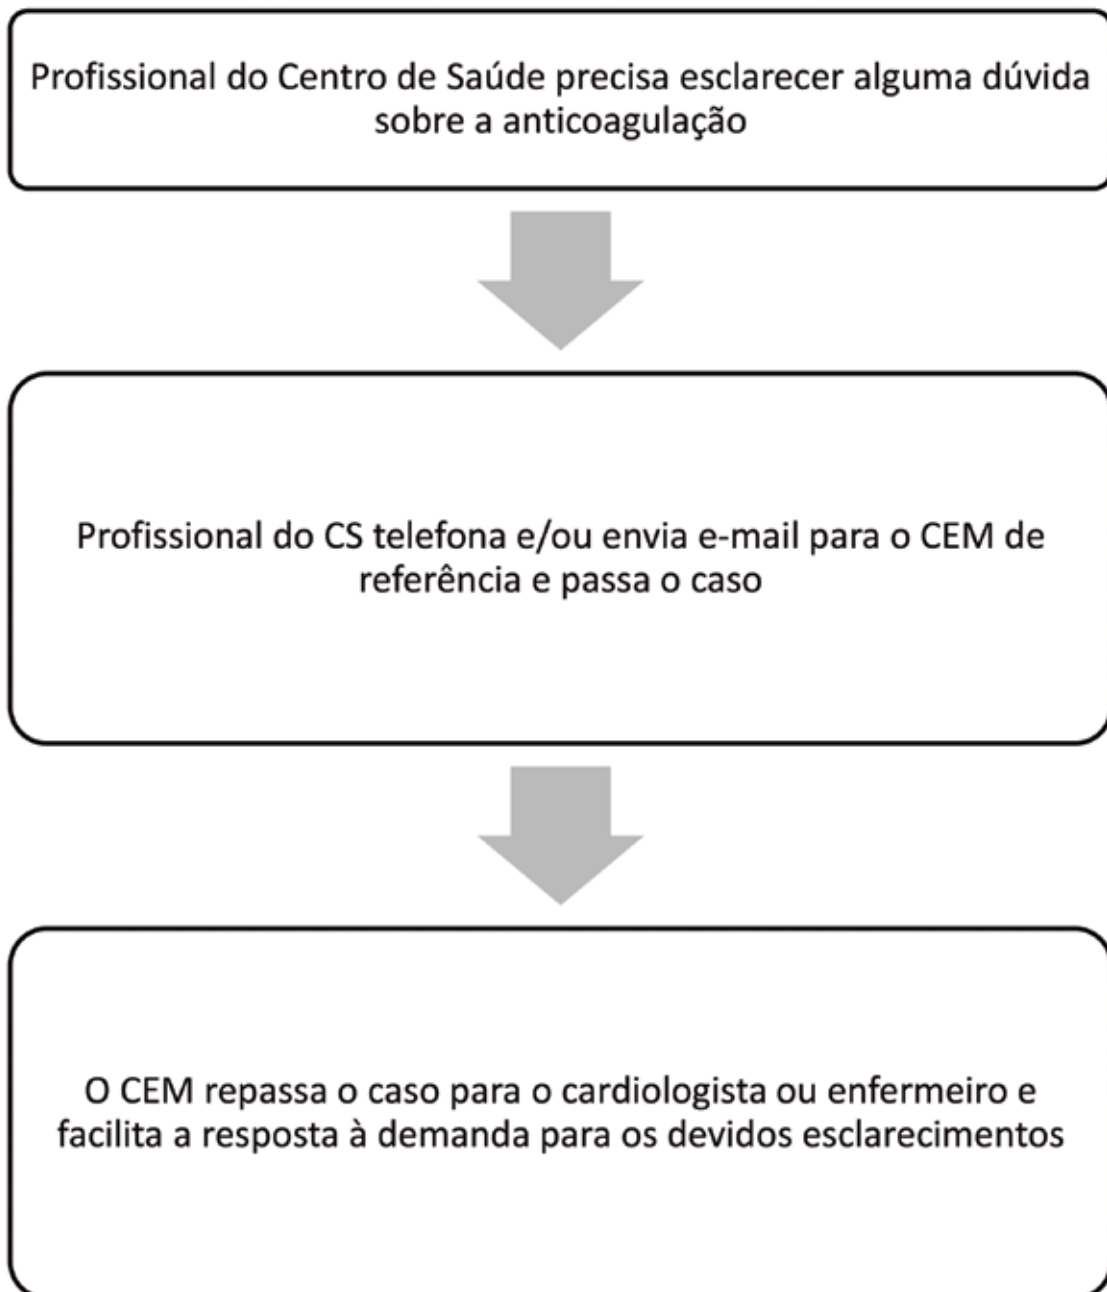 Profissional do Centro de Saúde precisa esclarecer alguma dúvida
sobre a anticoagulação
Profissional do CS telefona e/ou envia e-mail para o CEM de
referência e passa o caso
O CEM repassa o caso para o cardiologista ou enfermeiro e
facilita a resposta à demanda para os devidos esclarecimentos